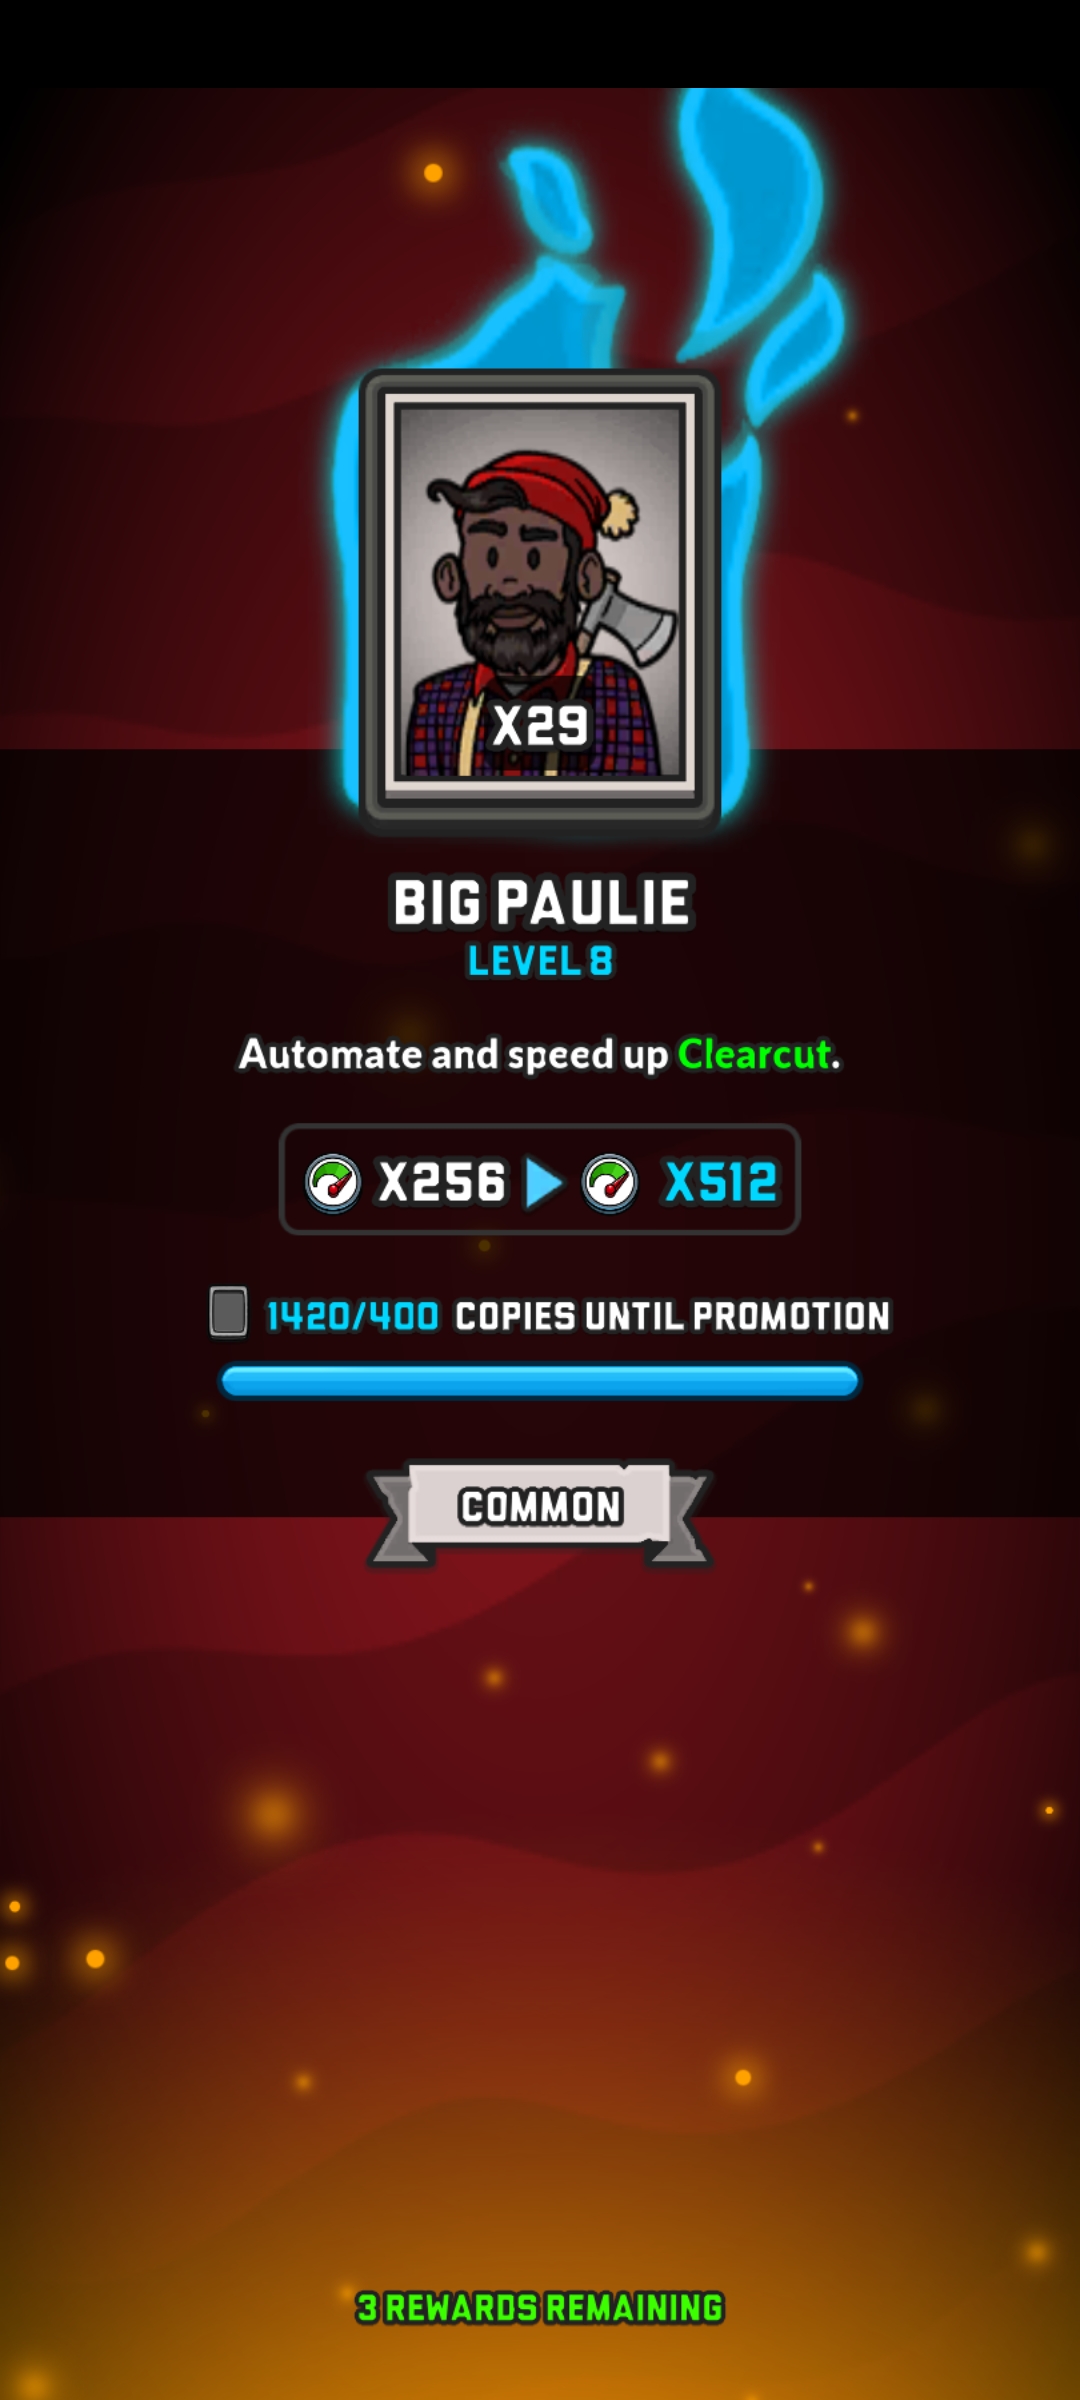 X29
BIG PAULIE
LEVEL 8
Automate and speed up Clearcut.
X256 X512
1420/400 COPIES UNTIL PROMOTION
COMMON
3 REWARDS REMAINING